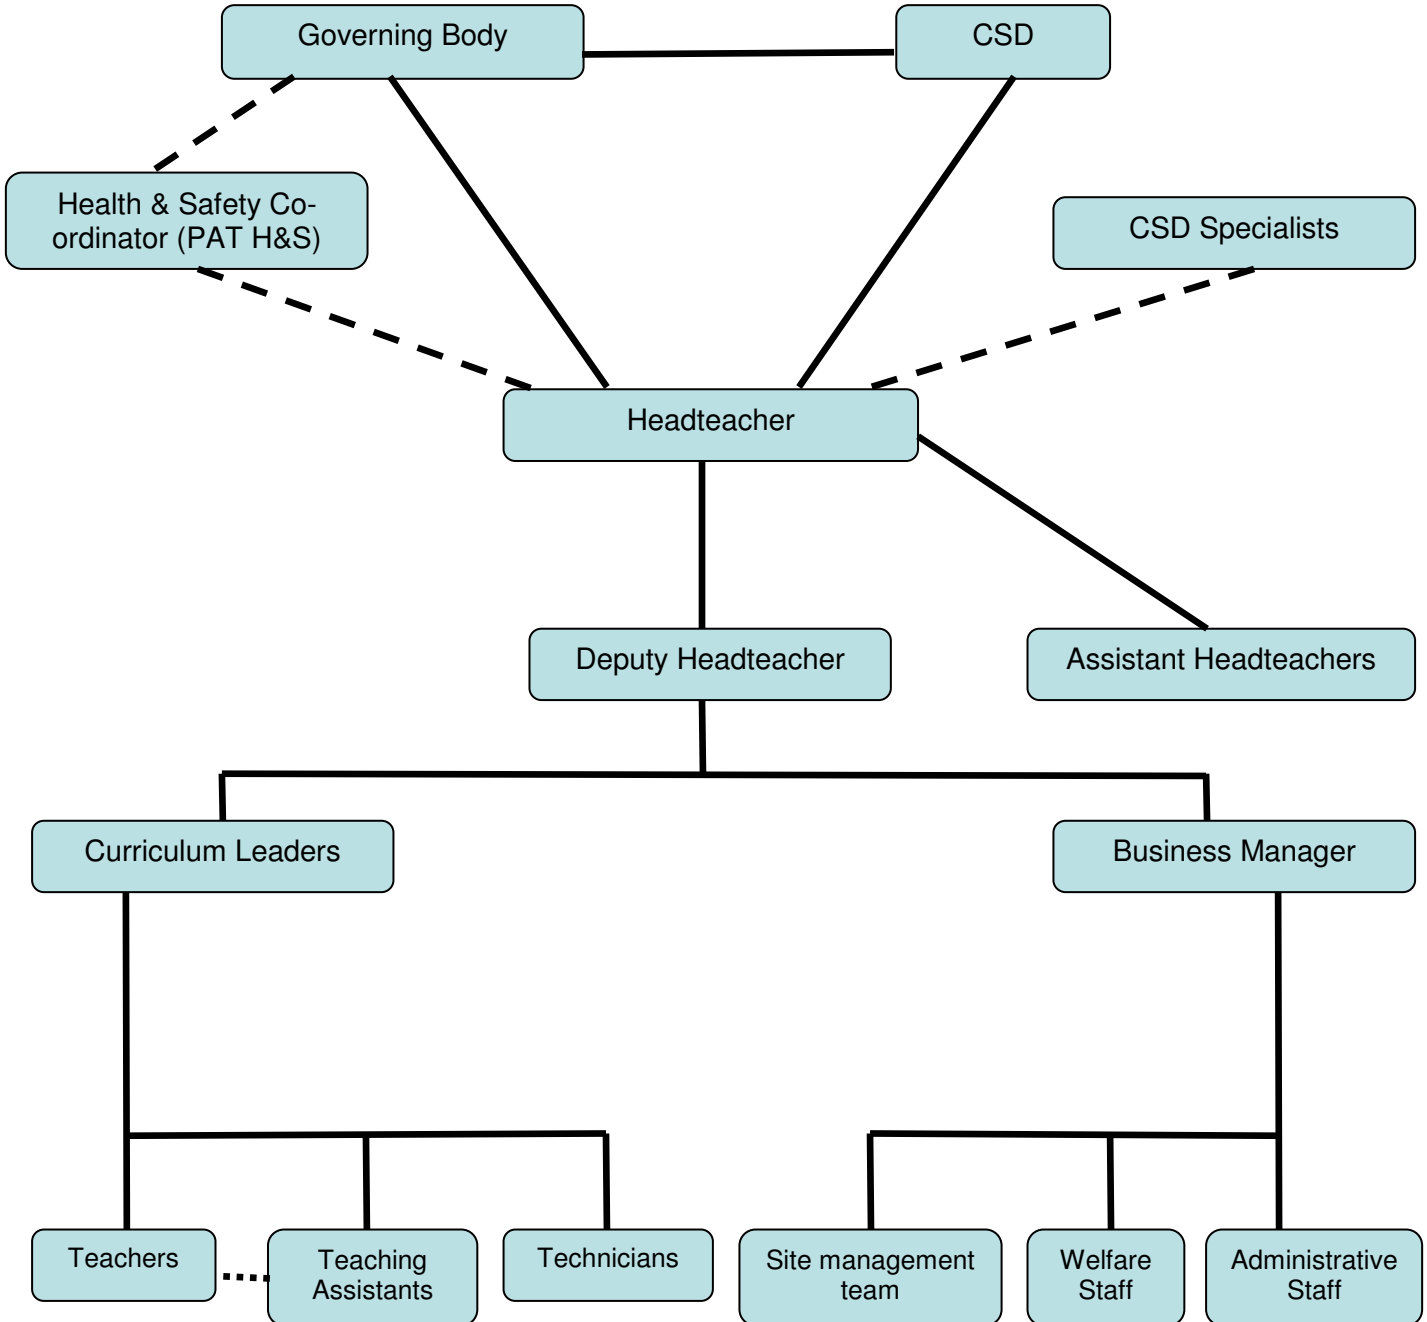 Governing Body
CSD
Health & Safety Co-
ordinator (PAT H&S)
CSD Specialists
Headteacher
Deputy Headteacher
Assistant Headteachers
Curriculum Leaders
Business Manager
Teachers
Teaching
Assistants
Technicians
Site management
team
Welfare
Staff
Administrative
Staff